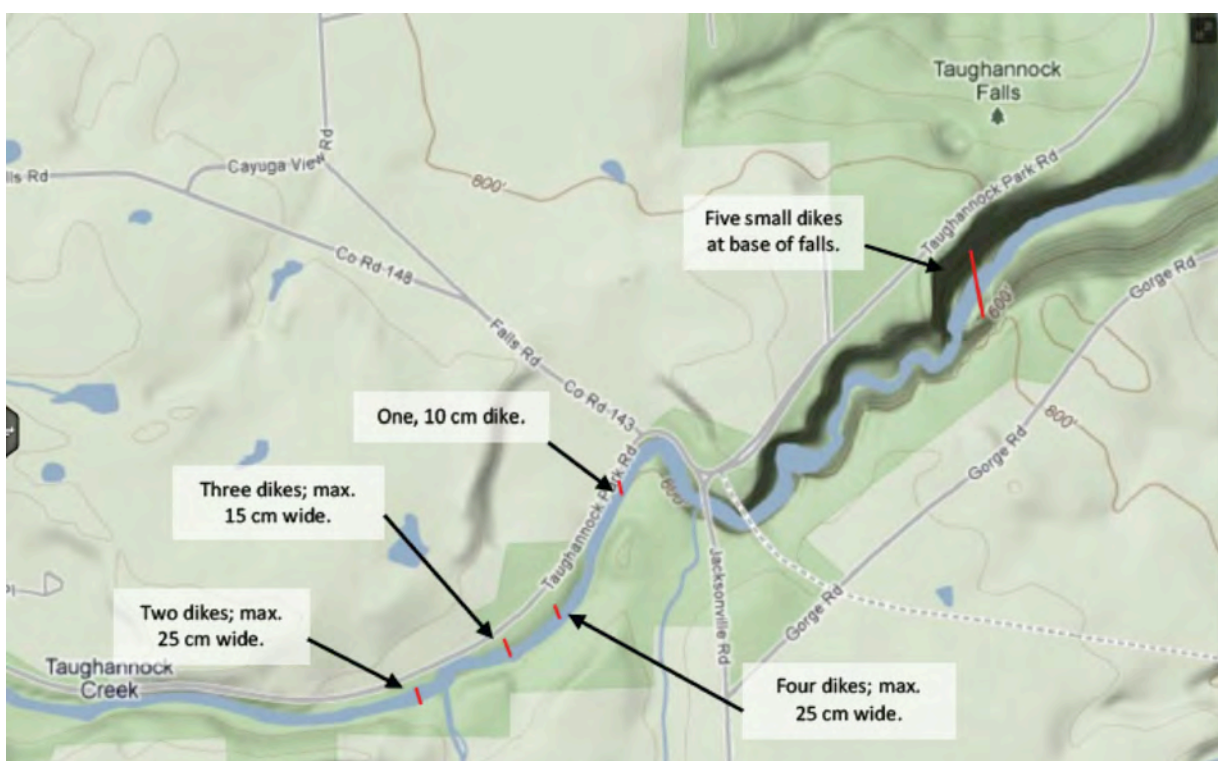 Taughannock
Falls
Cayuga View Rd
lls Rd
800'
Five small dikes
at base of falls.
Taughannock Park Rd
Co Rd 148
Gorge Rd
600'
Falls Rd
Co Rd 143
One, 10 cm dike.
800'
Gorge Rd
Three dikes; max.
15 cm wide.
600'
Taughannock Park Rd
Jacksonville Rd
Gorge Rd
Two dikes; max.
25 cm wide.
Taughannock
Creek
Four dikes; max.
25 cm wide.